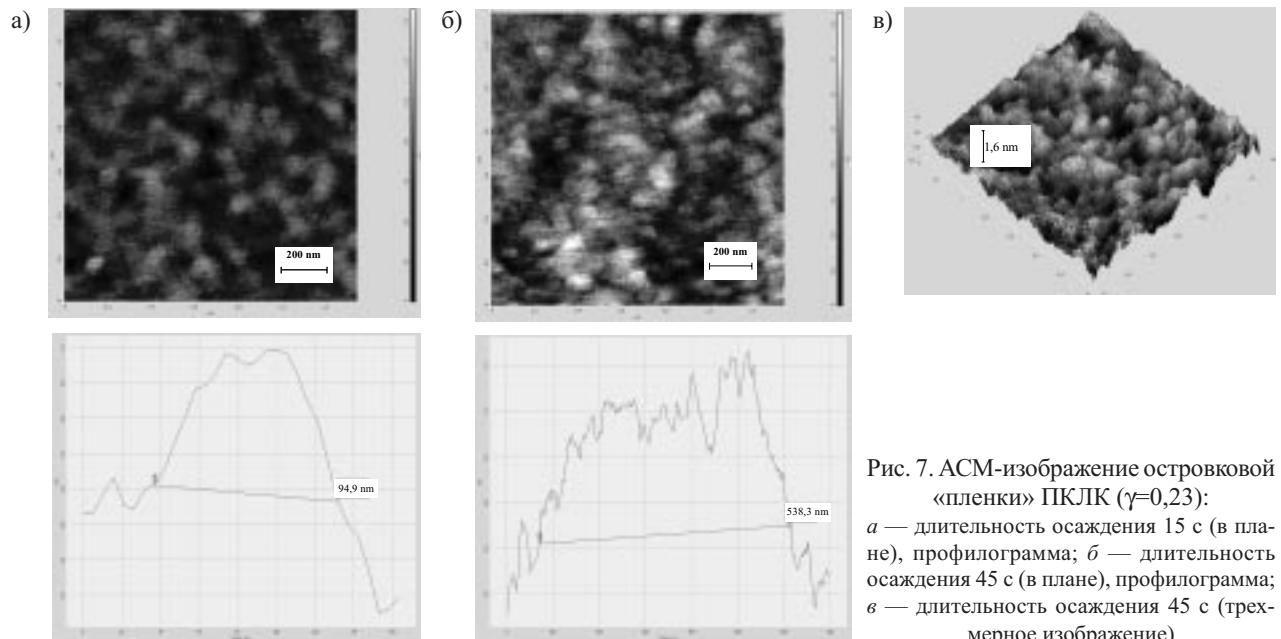 а)
б)
в)
1,6 nm
200 nm
200 nm
94,9 nm
538,3 nm
Рис. 7. АСМ-изображение островковой
«пленки» ПКЛК (γ=0,23):
а — длительность осаждения 15 с (в пла-
не), профилограмма; б — длительность
осаждения 45 с (в плане), профилограмма;
в — длительность осаждения 45 с (трех-
мерное изображение)